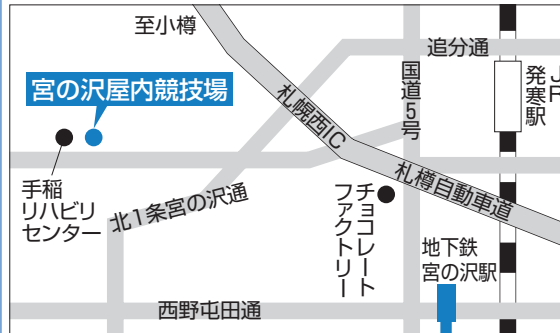 至小樽
追分通
宮の沢屋内競技場
国道5号
JR
発寒駅
札幌西IC
手稲
リハビリ
センター
北1条宮の沢通
札樽自動車道
チョコレート
ファクトリー
地下鉄
宮の沢駅
西野屯田通